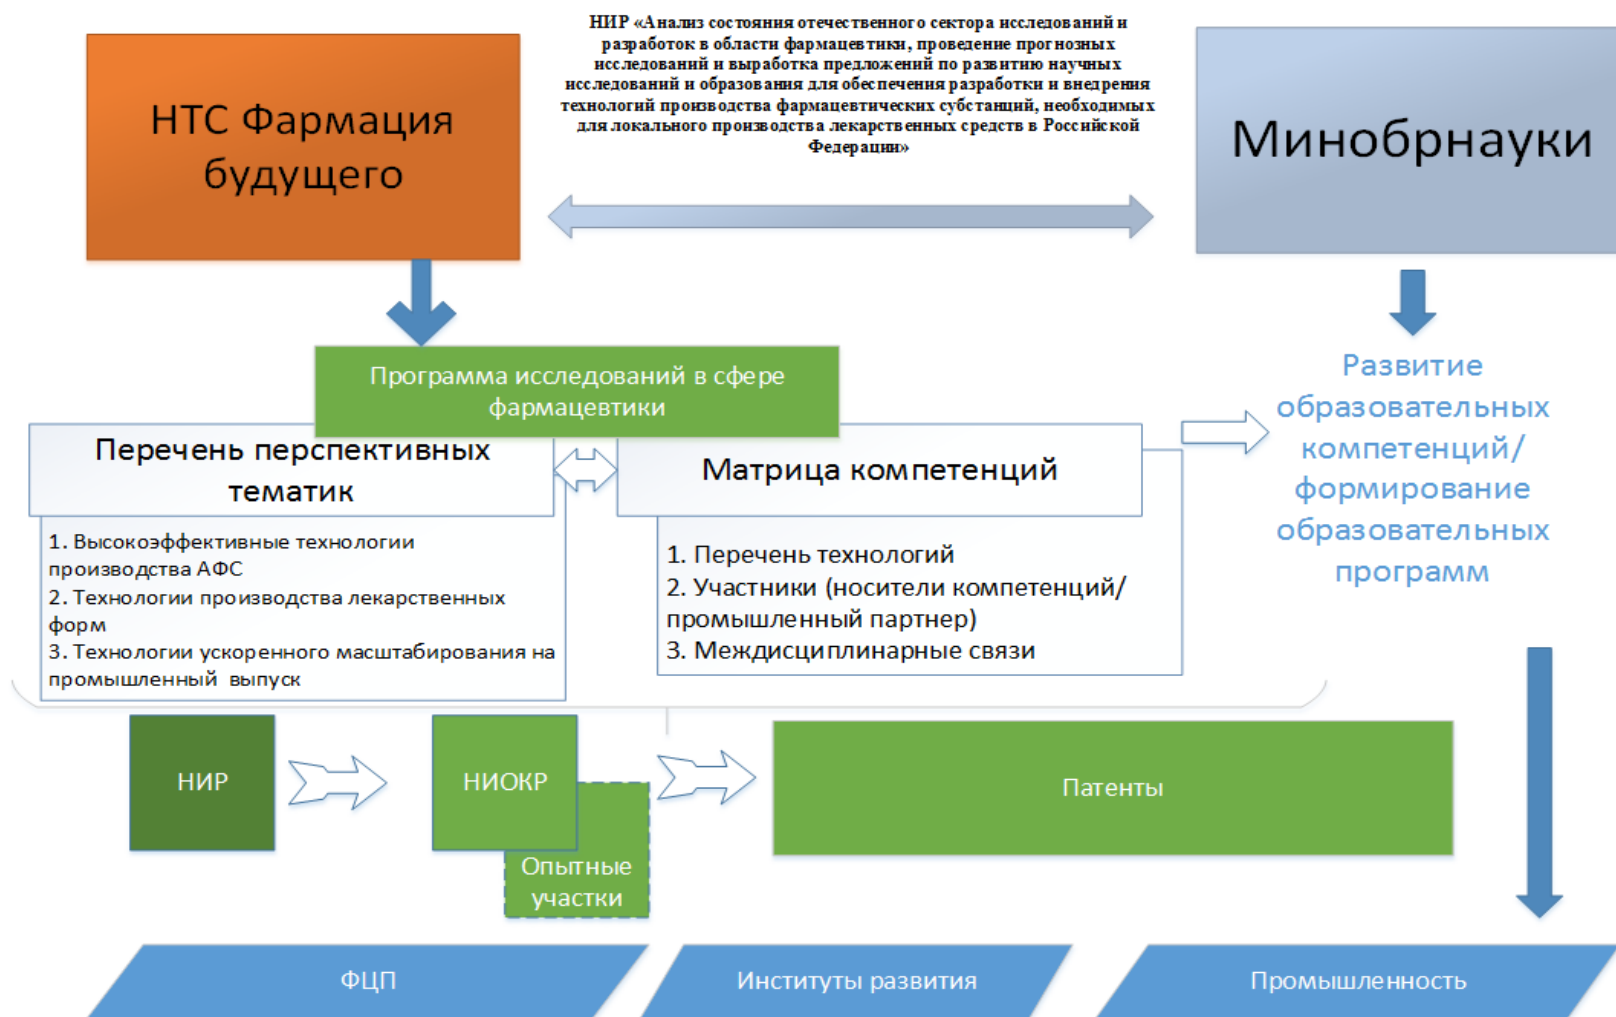 НИР «Анализ состояния отечественного сектора исследований и
разработок в области фармацевтики, проведение прогнозных
исследований и выработка предложений по развитию научных
исследований и образования для обеспечения разработки и внедрения
технологий производства фармацевтических субстанций, необходимых
для локального производства лекарственных средств в Российской
Федерации»
НТС Фармация
будущего
Минобрнауки
Программа исследований в сфере
фармацевтики
Перечень перспективных
тематик
1. Высокоэффективные технологии
производства АФС
2. Технологии производства лекарственных
форм
3. Технологии ускоренного масштабирования на
промышленный выпуск
Матрица компетенций
1. Перечень технологий
2. Участники (носители компетенций/
промышленный партнер)
3. Междисциплинарные связи
Развитие
образовательных
компетенций/
формирование
образовательных
программ
НИР
НИОКР
Опытные
участки
Патенты
ФЦП
Институты развития
Промышленность